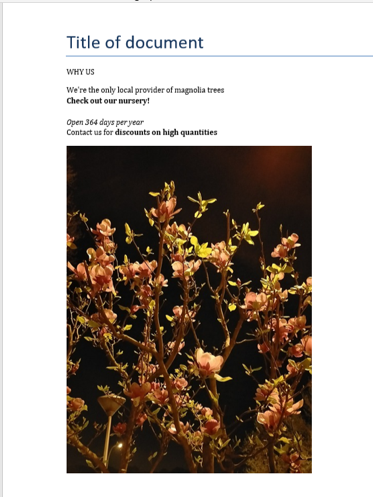 Title of document
WHY US
We're the only local provider of magnolia trees
Check out our nursery!
Open 364 days per year
Contact us for discounts on high quantities